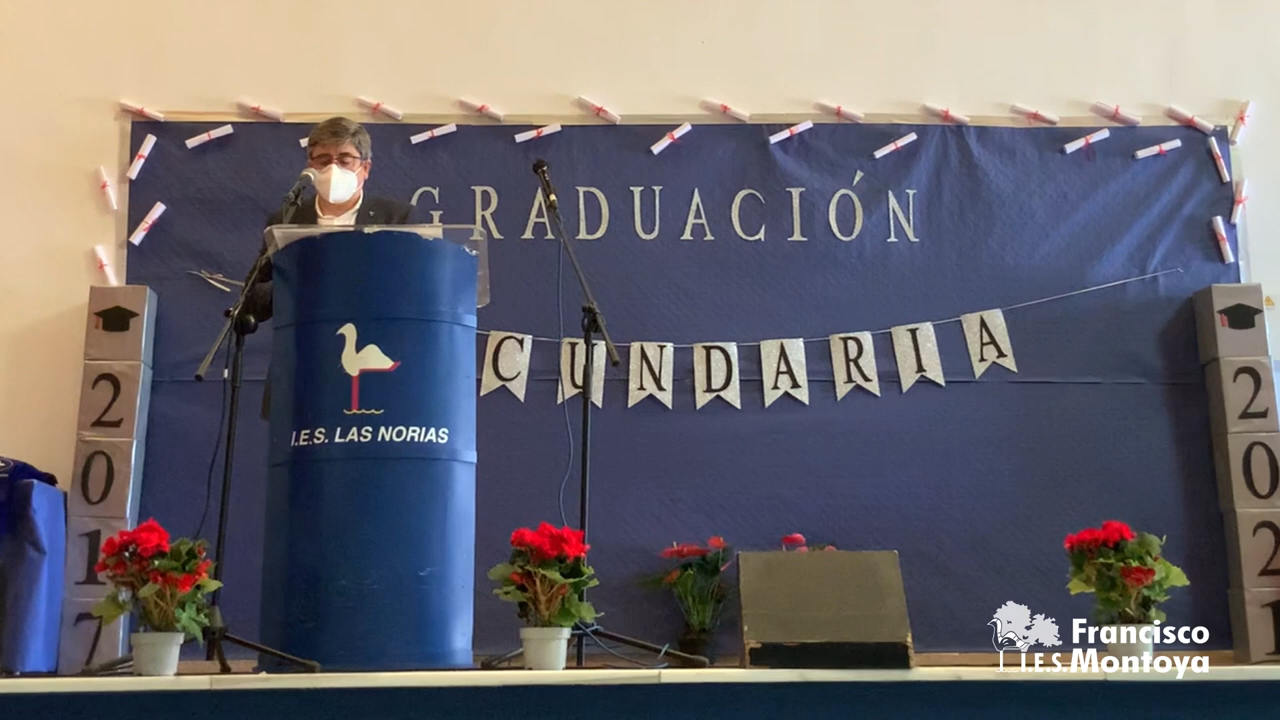 GRADUACIÓN
CUNDARIA
I.E.S. LAS NORIAS
2017
2021
Francisco
I.E.S. Montoya